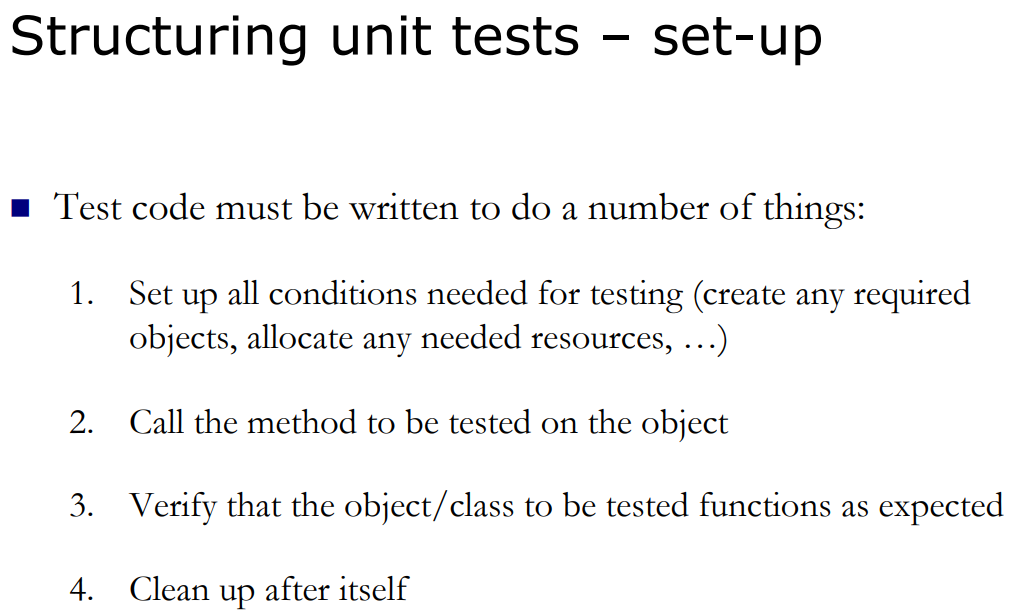 Structuring unit tests – set-up
Test code must be written to do a number of things:
1. Set up all conditions needed for testing (create any required
objects, allocate any needed resources, …)
2. Call the method to be tested on the object
3. Verify that the object/class to be tested functions as expected
4. Clean up after itself